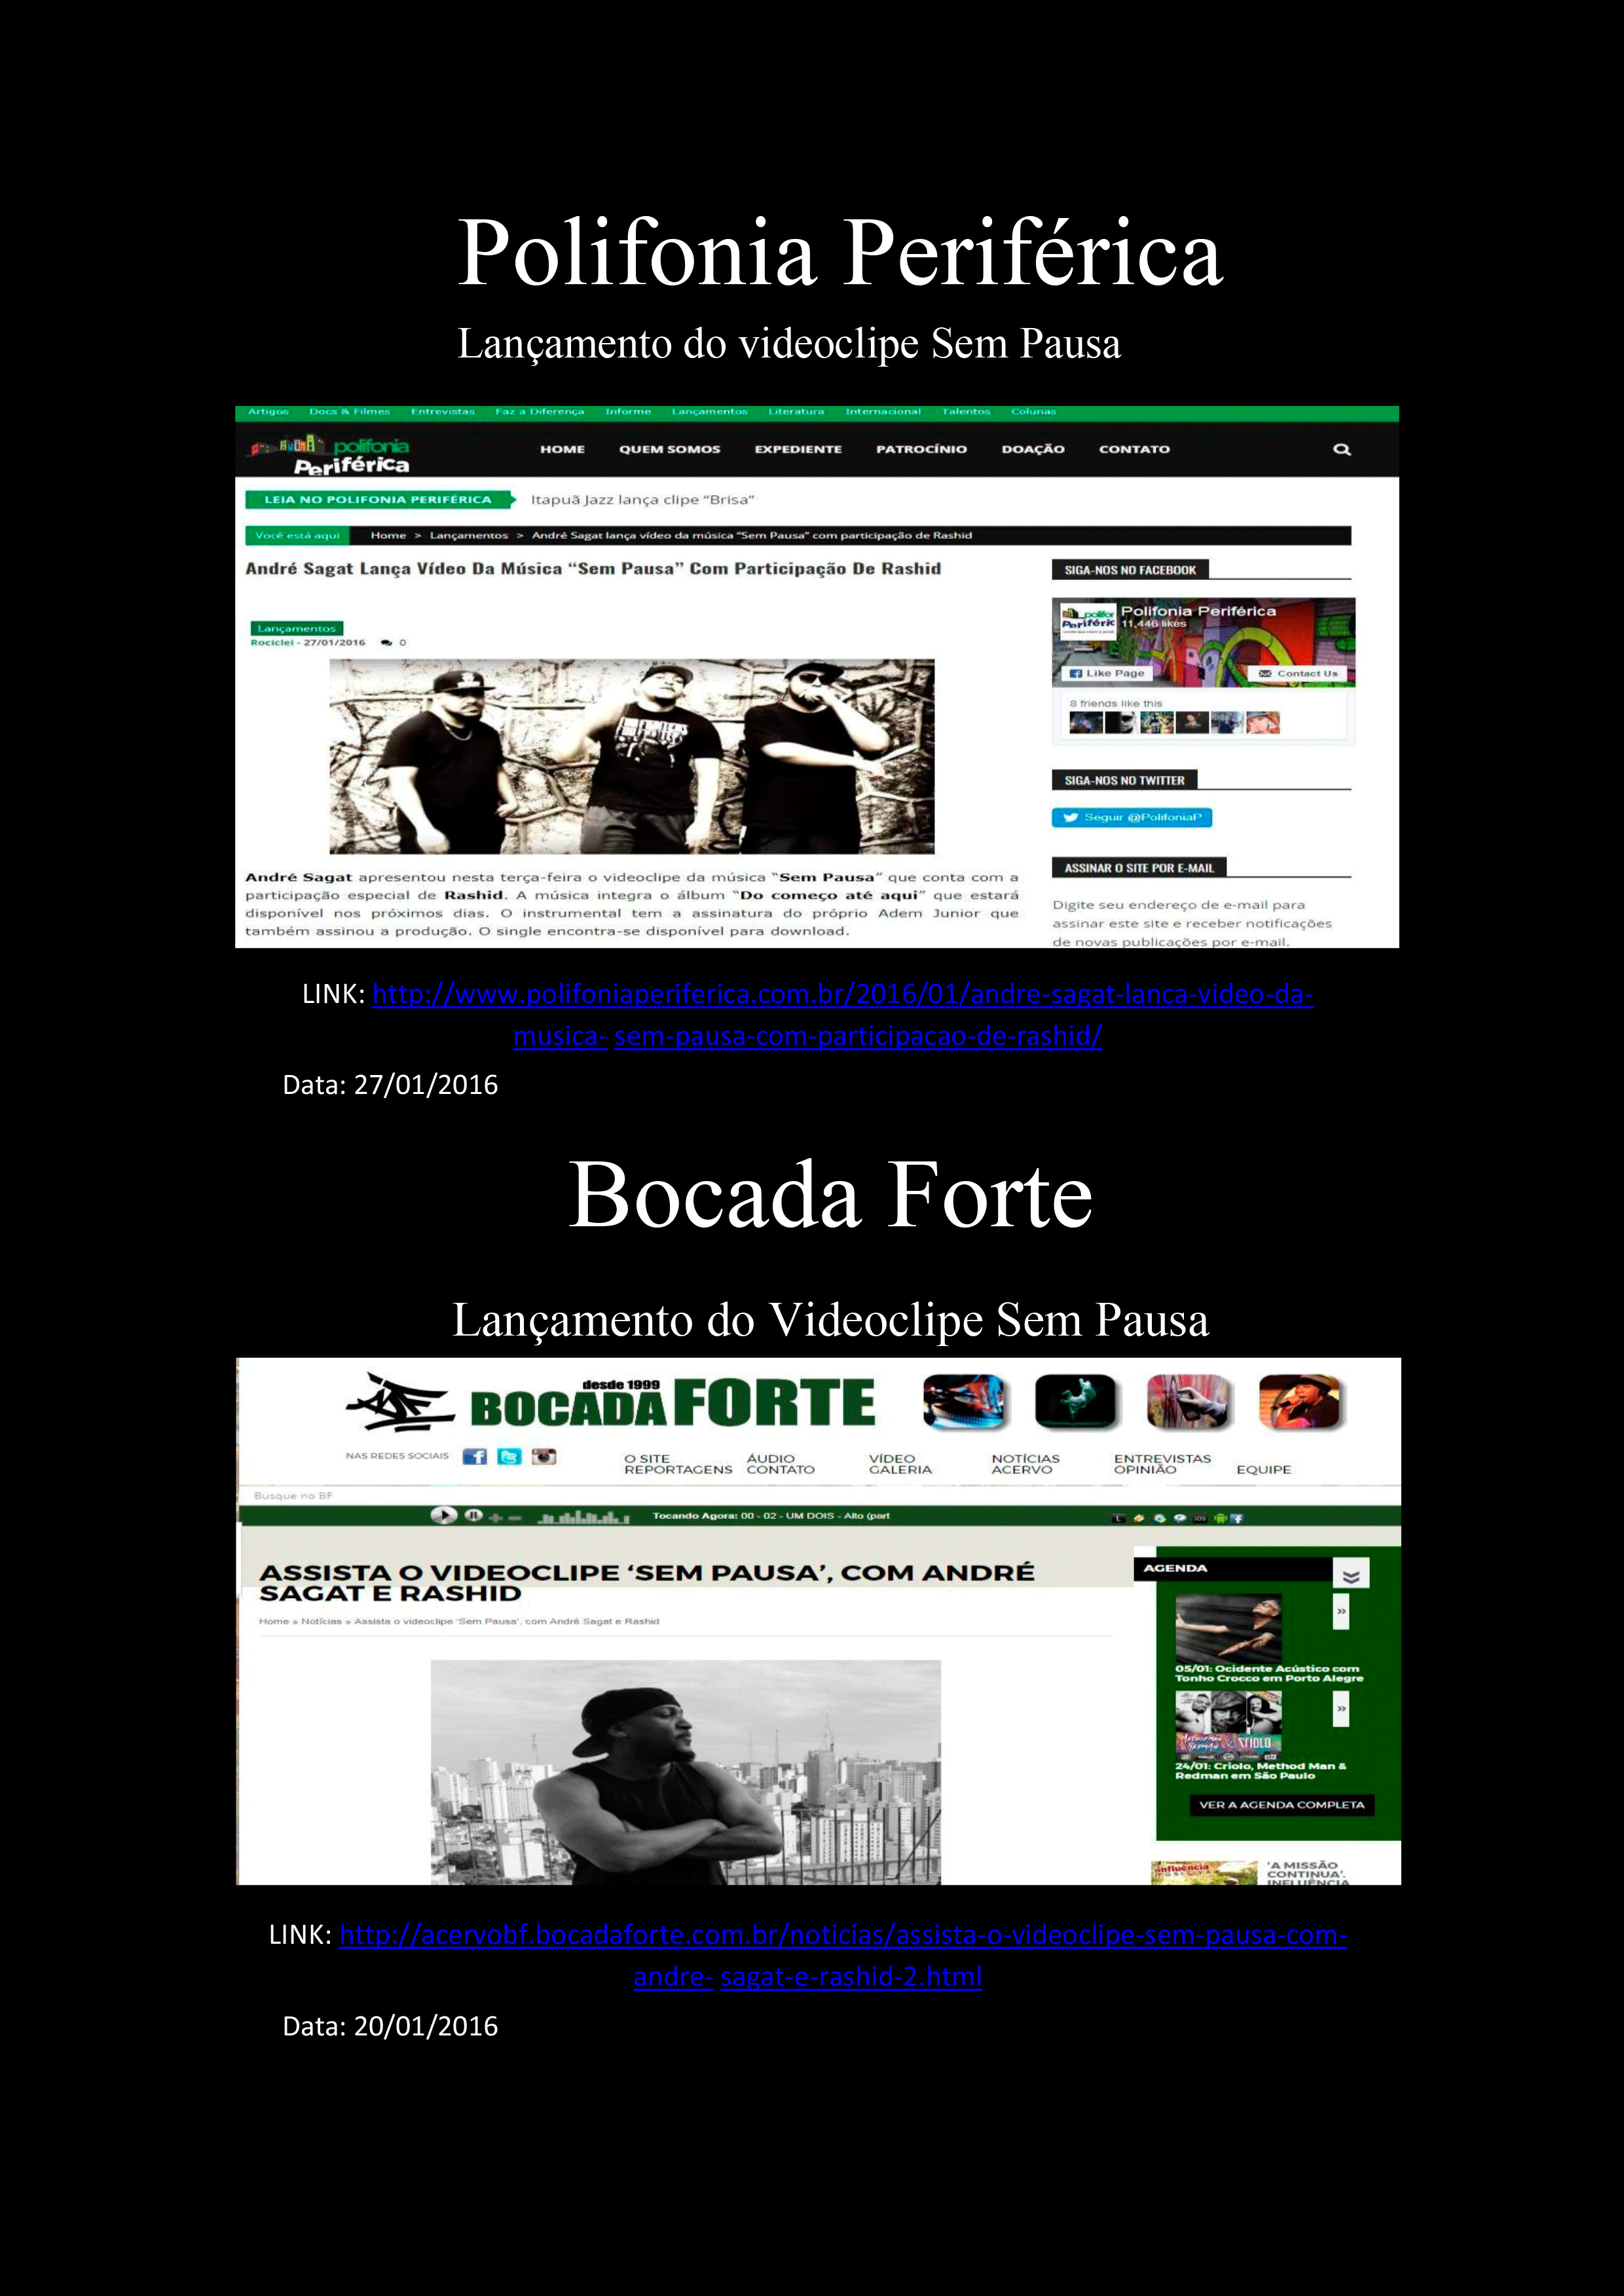 Polifonia Periférica
Lançamento do videoclipe Sem Pausa
Artigos Docs & Filmes Entrevistas Faz a Diferença Informe Lançamentos Literatura Internacional Talentos Colunas
polifonia
Periférica
HOME QUEM SOMOS EXPEDIENTE PATROCÍNIO DOAÇÃO CONTATO
LEIA NO POLIFONIA PERIFÉRICA Itapuã Jazz lança clipe “Brisa”
Você está aqui Home > Lançamentos > André Sagat lança vídeo da música “Sem Pausa” com participação de Rashid
André Sagat Lança Vídeo Da Música “Sem Pausa” Com Participação De Rashid
Lançamentos
Rociclei - 27/01/2016 0
André Sagat apresentou nesta terça-feira o videoclipe da música “Sem Pausa” que conta com a
participação especial de Rashid. A música integra o álbum “Do começo até aqui” que estará
disponível nos próximos dias. O instrumental tem a assinatura do próprio Adem Junior que
também assinou a produção. O single encontra-se disponível para download.
SIGA-NOS NO FACEBOOK
Polifonia Periférica
11,446 likes
Like Page Contact Us
8 friends like this
SIGA-NOS NO TWITTER
Seguir @PolifoniaP
ASSINAR O SITE POR E-MAIL
Digite seu endereço de e-mail para
assinar este site e receber notificações
de novas publicações por e-mail.
LINK: http://www.polifoniaperiferica.com.br/2016/01/andre-sagat-lanca-video-da-
musica- sem-pausa-com-participacao-de-rashid/
Data: 27/01/2016
Bocada Forte
Lançamento do Videoclipe Sem Pausa
desde 1999
BOCADA FORTE
NAS REDES SOCIAIS
O SITE ÁUDIO VÍDEO NOTÍCIAS ENTREVISTAS
REPORTAGENS CONTATO GALERIA ACERVO OPINIÃO EQUIPE
Busque no BF
Tocando Agora: 00 - 02 - UM DOIS - Alto (part
ASSISTA O VIDEOCLIPE ‘SEM PAUSA’, COM ANDRÉ
SAGAT E RASHID
Home » Notícias » Assista o videoclipe ‘Sem Pausa’, com André Sagat e Rashid
AGENDA
05/01: Ocidente Acústico com
Tonho Crocco em Porto Alegre
CRIOLO
24/01: Criolo, Method Man &
Redman em São Paulo
VER A AGENDA COMPLETA
influência
'A MISSÃO
CONTINUA'.
INFLUÊNCIA
LINK: http://acervobf.bocadaforte.com.br/noticias/assista-o-videoclipe-sem-pausa-com-
andre- sagat-e-rashid-2.html
Data: 20/01/2016